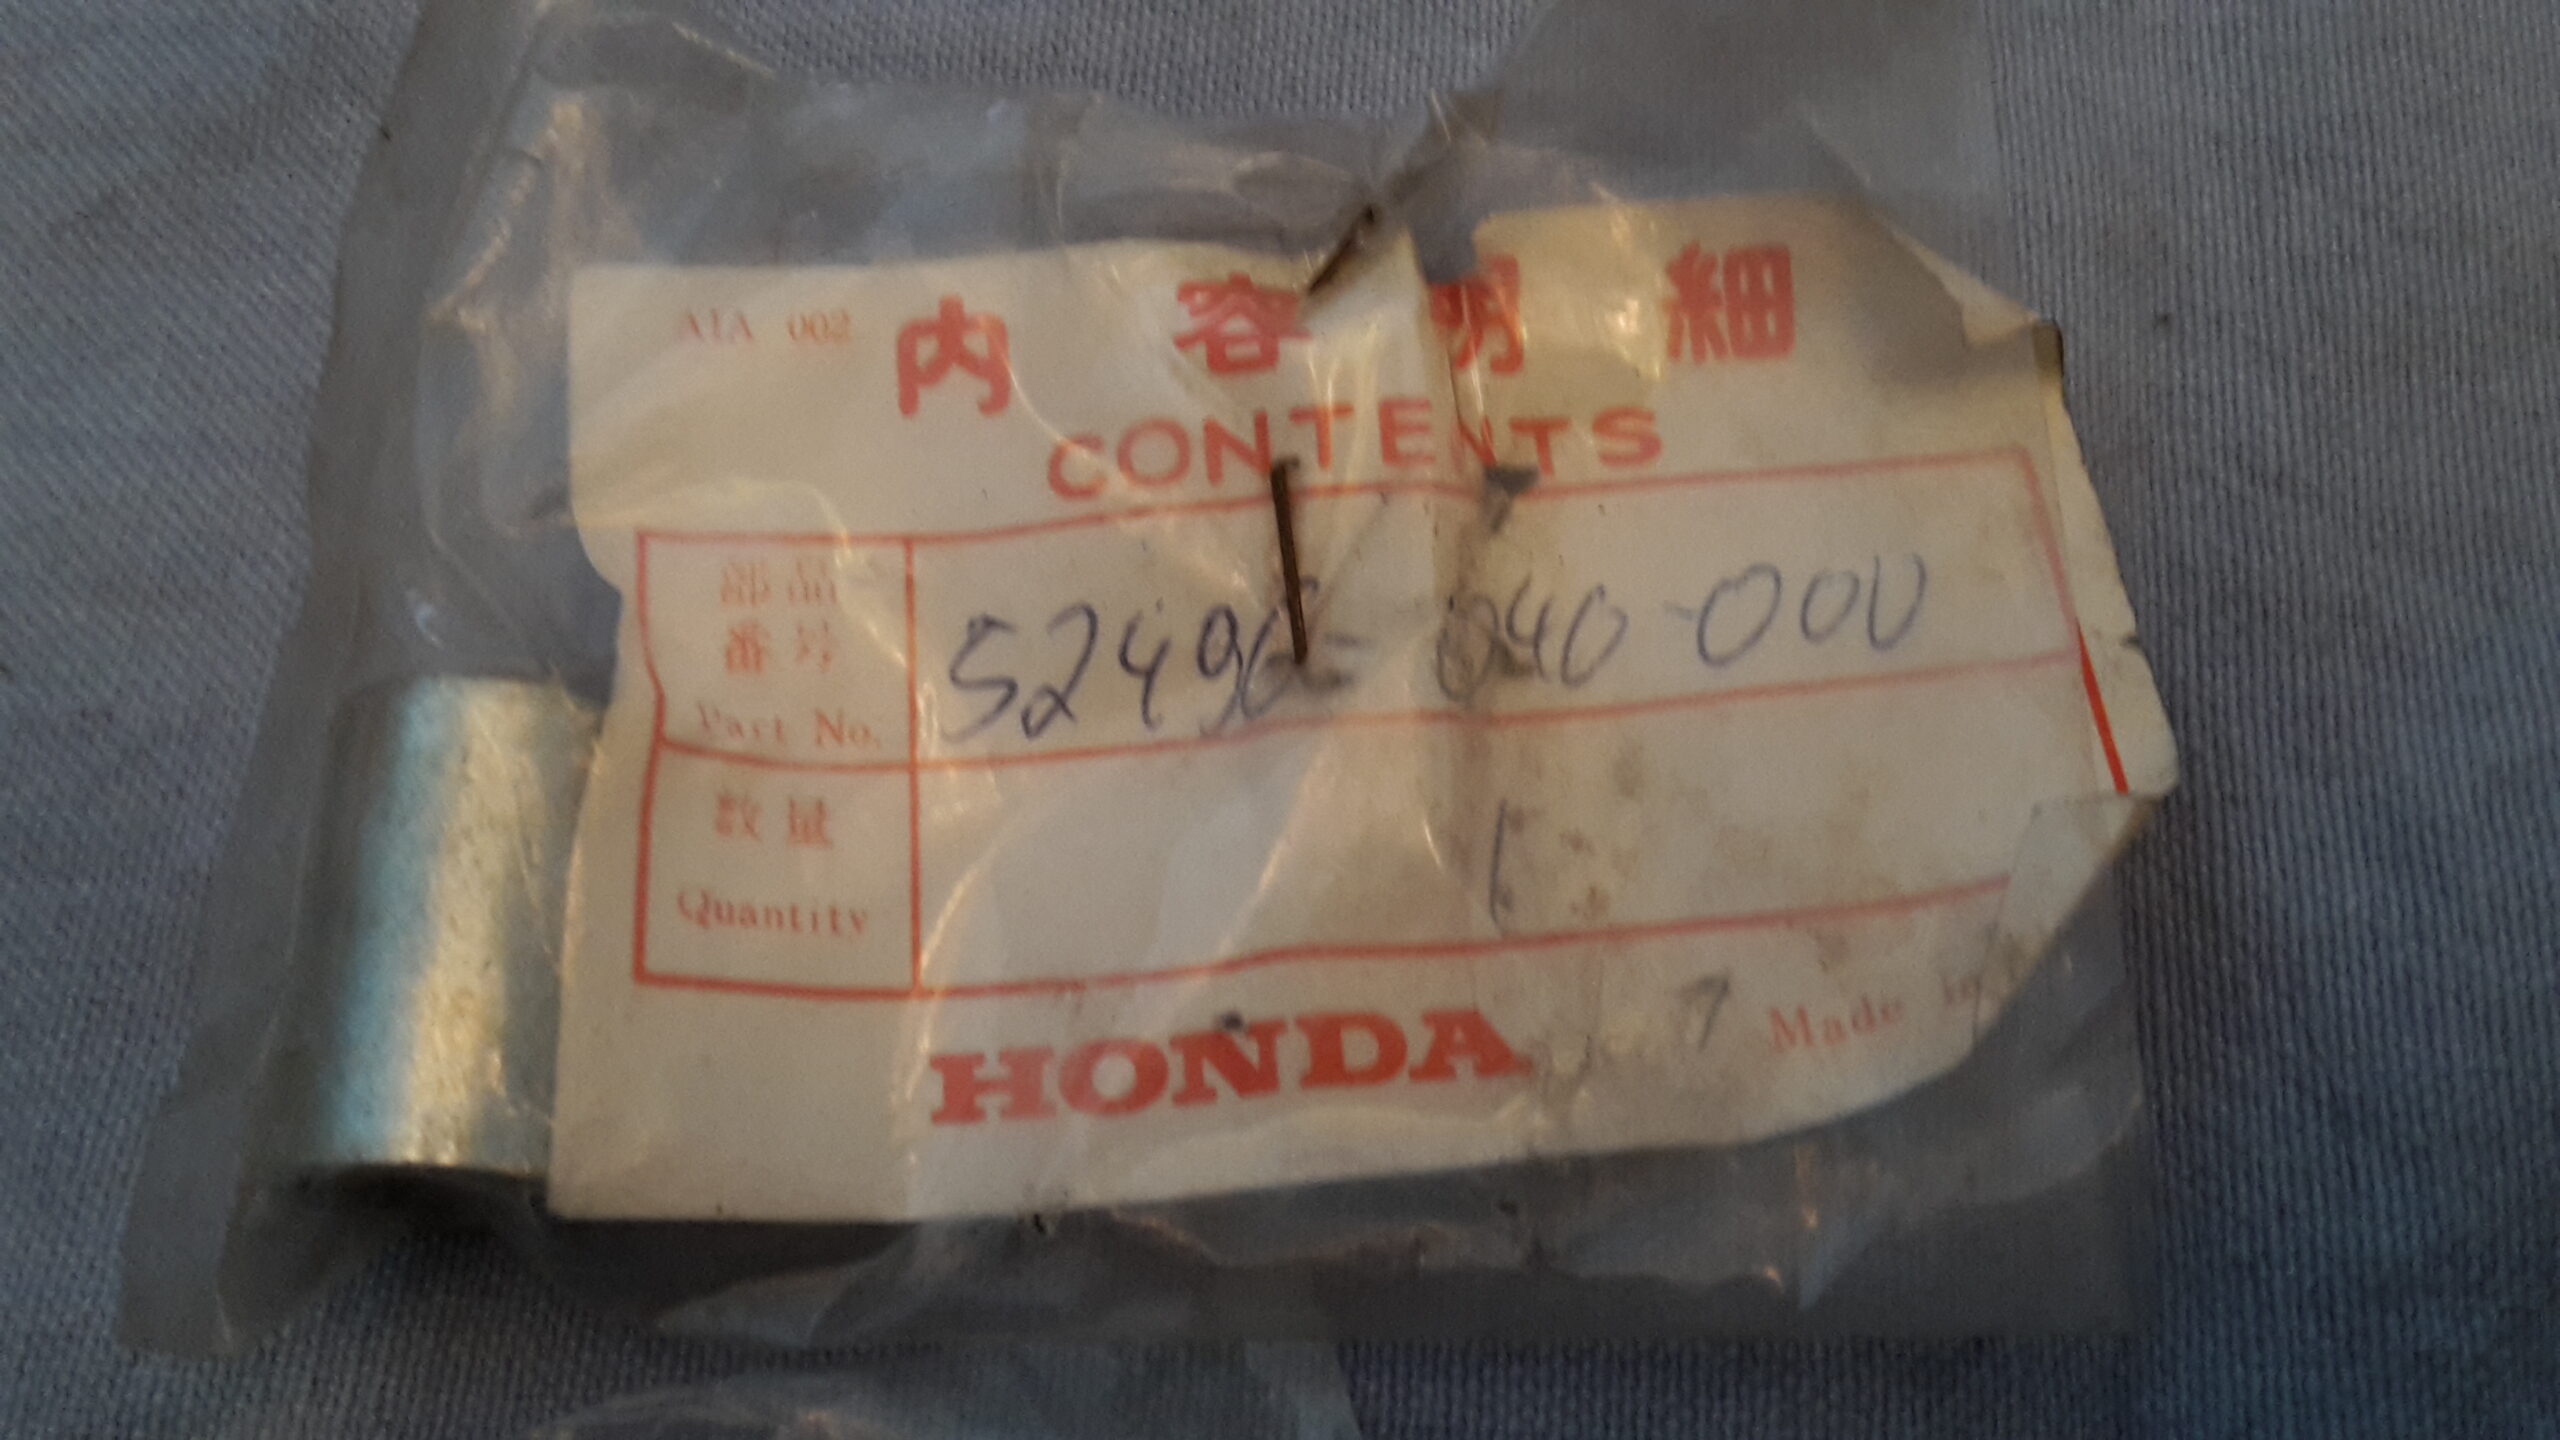 AIA 002
内容明細
CONTENTS
部品
番号
Part No.
52496-040-000
数量
Quantity
1
HONDA
7
Made in